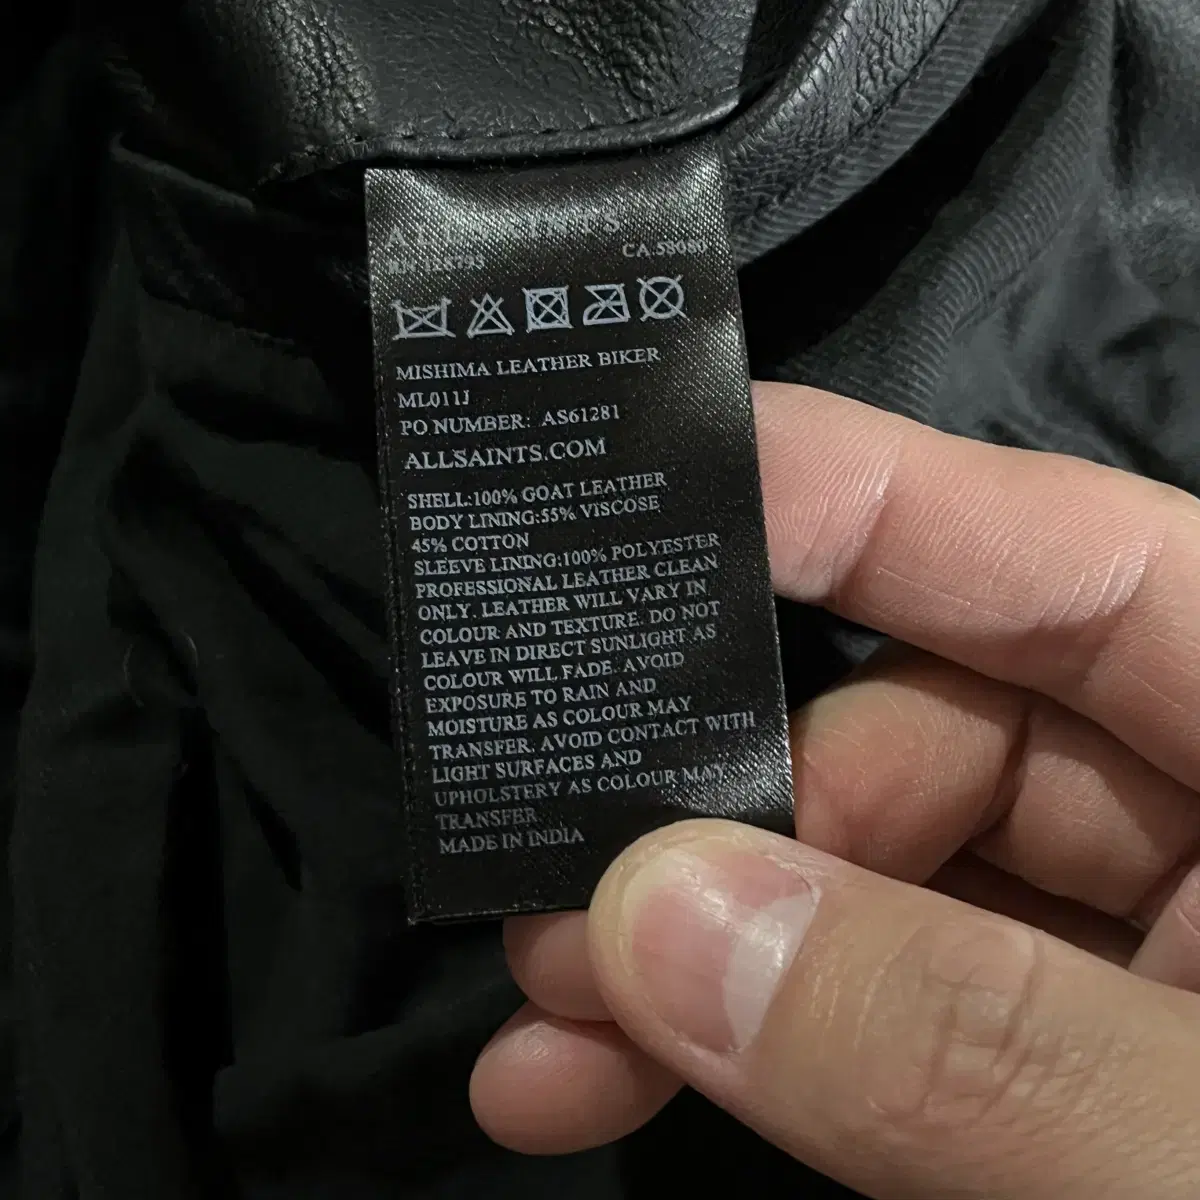 ALLSAINTS
CA 58060
MISHIMA LEATHER BIKER
ML011J
PO NUMBER: AS61281
ALLSAINTS.COM
SHELL:100% GOAT LEATHER
BODY LINING:55% VISCOSE
45% COTTON
SLEEVE LINING:100% POLYESTER
PROFESSIONAL LEATHER CLEAN
ONLY. LEATHER WILL VARY IN
COLOUR AND TEXTURE. DO NOT
LEAVE IN DIRECT SUNLIGHT AS
COLOUR WILL FADE. AVOID
EXPOSURE TO RAIN AND
MOISTURE AS COLOUR MAY
TRANSFER. AVOID CONTACT WITH
LIGHT SURFACES AND
UPHOLSTERY AS COLOUR MAY
TRANSFER
MADE IN INDIA